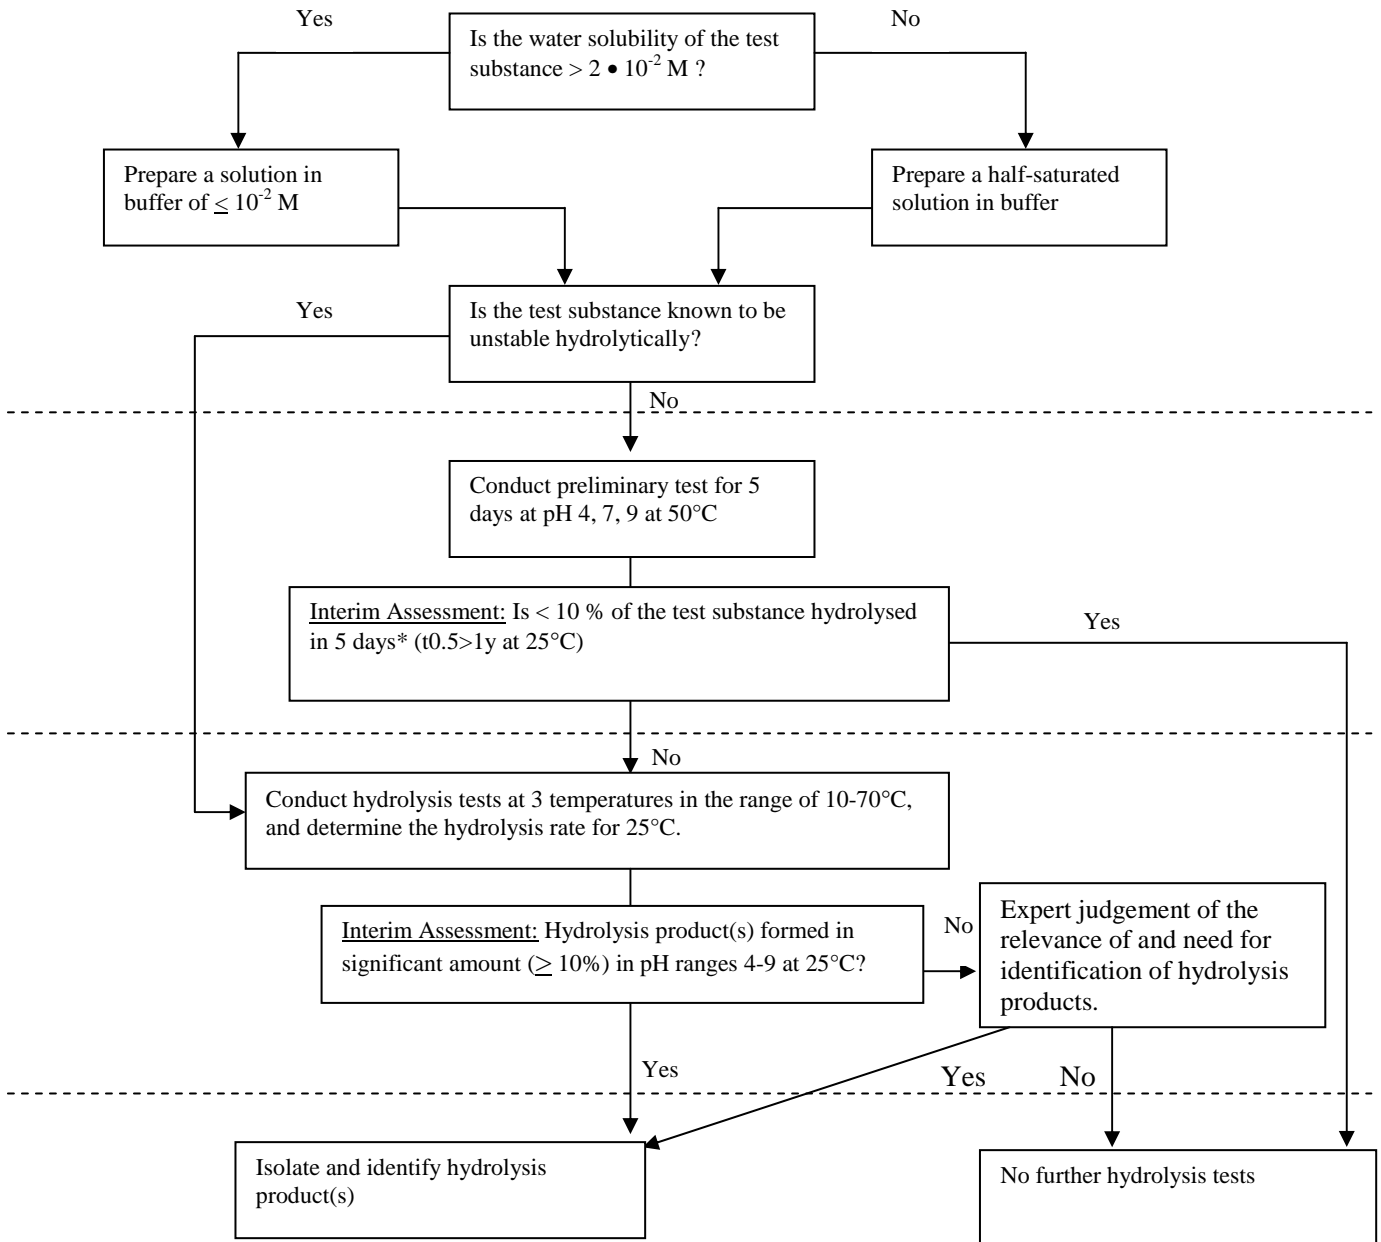 Yes
No
Is the water solubility of the test
substance > 2 • 10⁻² M ?
Prepare a solution in
buffer of ≤ 10⁻² M
Prepare a half-saturated
solution in buffer
Yes
Is the test substance known to be
unstable hydrolytically?
No
Conduct preliminary test for 5
days at pH 4, 7, 9 at 50°C
Interim Assessment: Is < 10 % of the test substance hydrolysed
in 5 days* (t0.5>1y at 25°C)
Yes
No
Conduct hydrolysis tests at 3 temperatures in the range of 10-70°C,
and determine the hydrolysis rate for 25°C.
Interim Assessment: Hydrolysis product(s) formed in
significant amount (≥ 10%) in pH ranges 4-9 at 25°C?
No
Expert judgement of the
relevance of and need for
identification of hydrolysis
products.
Yes
Yes
No
Isolate and identify hydrolysis
product(s)
No further hydrolysis tests